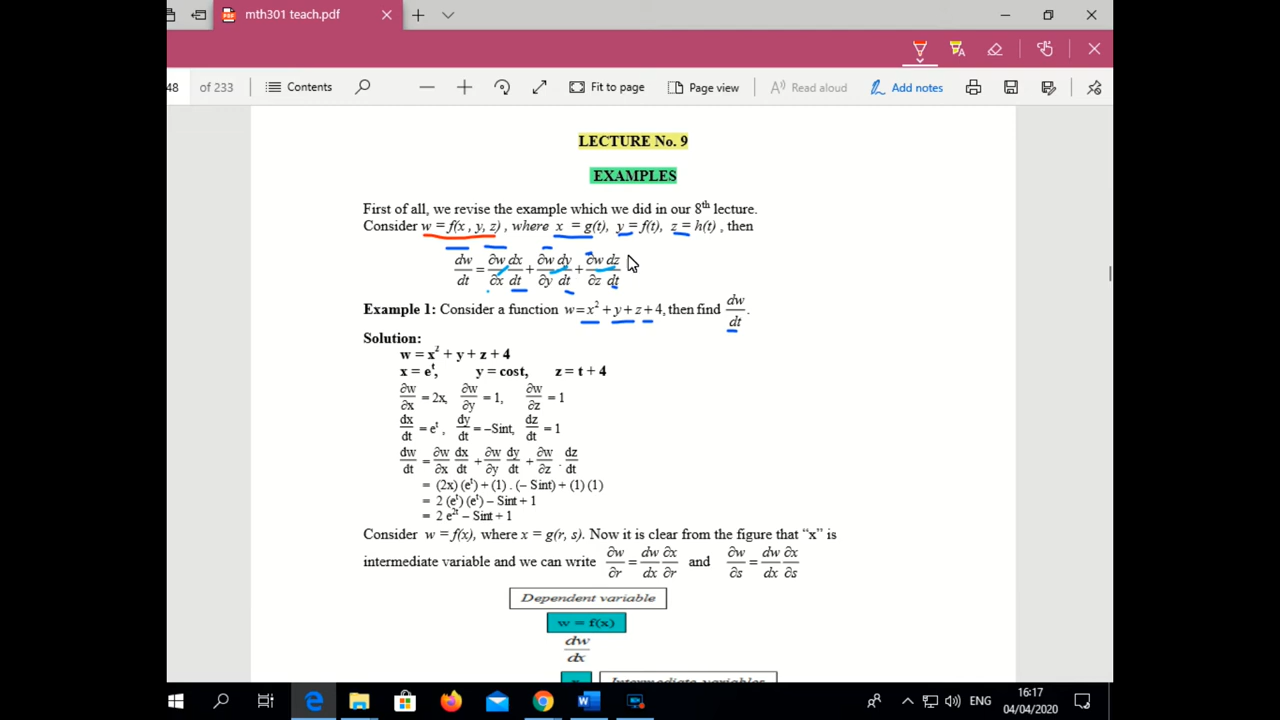 mth301 teach.pdf
48 of 233 Contents Fit to page Page view Read aloud Add notes
LECTURE No. 9
EXAMPLES
First of all, we revise the example which we did in our 8th lecture.
Consider w = f(x, y, z), where x = g(t), y = f(t), z = h(t), then
dw/dt = ∂w/∂x dx/dt + ∂w/∂y dy/dt + ∂w/∂z dz/dt
Example 1: Consider a function w = x² + y + z + 4, then find dw/dt.
Solution:
w = x² + y + z + 4
x = eᵗ, y = cost, z = t + 4
∂w/∂x = 2x, ∂w/∂y = 1, ∂w/∂z = 1
dx/dt = eᵗ, dy/dt = –Sint, dz/dt = 1
dw/dt = ∂w/∂x dx/dt + ∂w/∂y dy/dt + ∂w/∂z . dz/dt
= (2x) (eᵗ) + (1) . (– Sint) + (1) (1)
= 2 (eᵗ) (eᵗ) – Sint + 1
= 2 e²ᵗ – Sint + 1
Consider w = f(x), where x = g(r, s). Now it is clear from the figure that “x” is
intermediate variable and we can write ∂w/∂r = dw/dx ∂x/∂r and ∂w/∂s = dw/dx ∂x/∂s
Dependent variable
w = f(x)
dw/dx
x Intermediate variables
ENG
16:17
04/04/2020